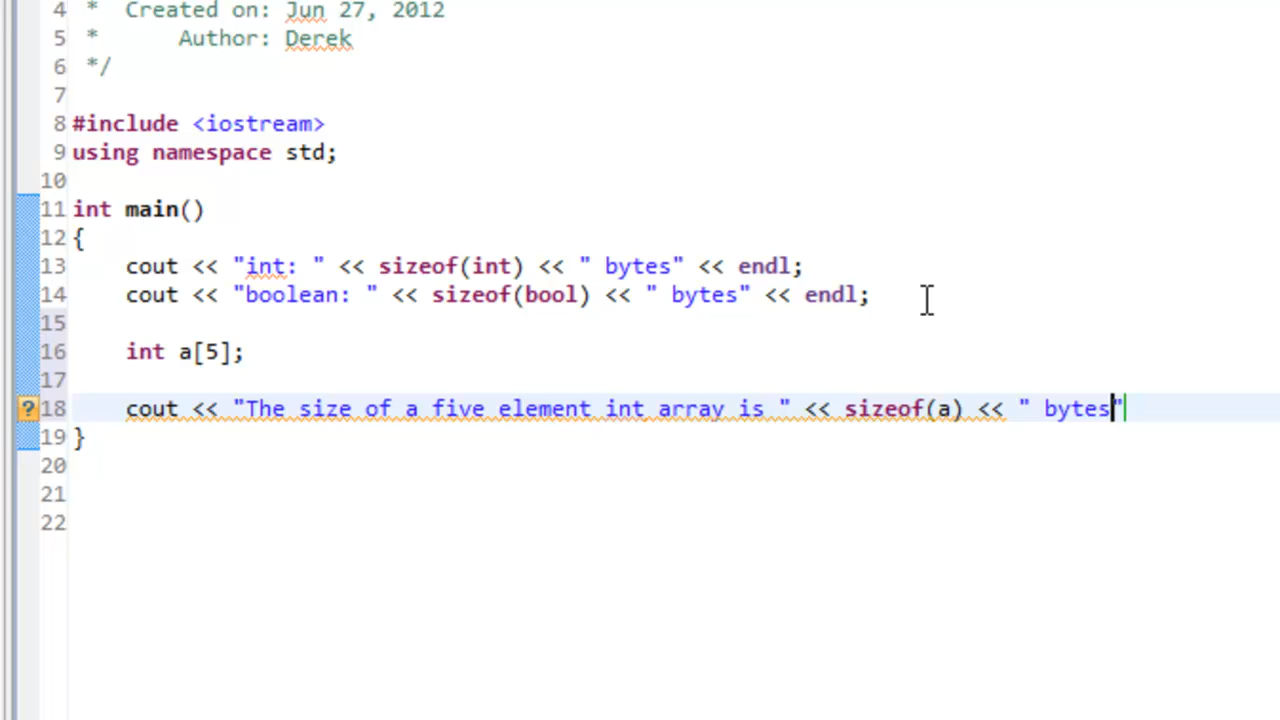 4 *  Created on: Jun 27, 2012
5 *      Author: Derek
6 */
7
8 #include <iostream>
9 using namespace std;
10
11 int main()
12 {
13     cout << "int: " << sizeof(int) << " bytes" << endl;
14     cout << "boolean: " << sizeof(bool) << " bytes" << endl;
15
16     int a[5];
17
? 18     cout << "The size of a five element int array is " << sizeof(a) << " bytes"
19 }
20
21
22